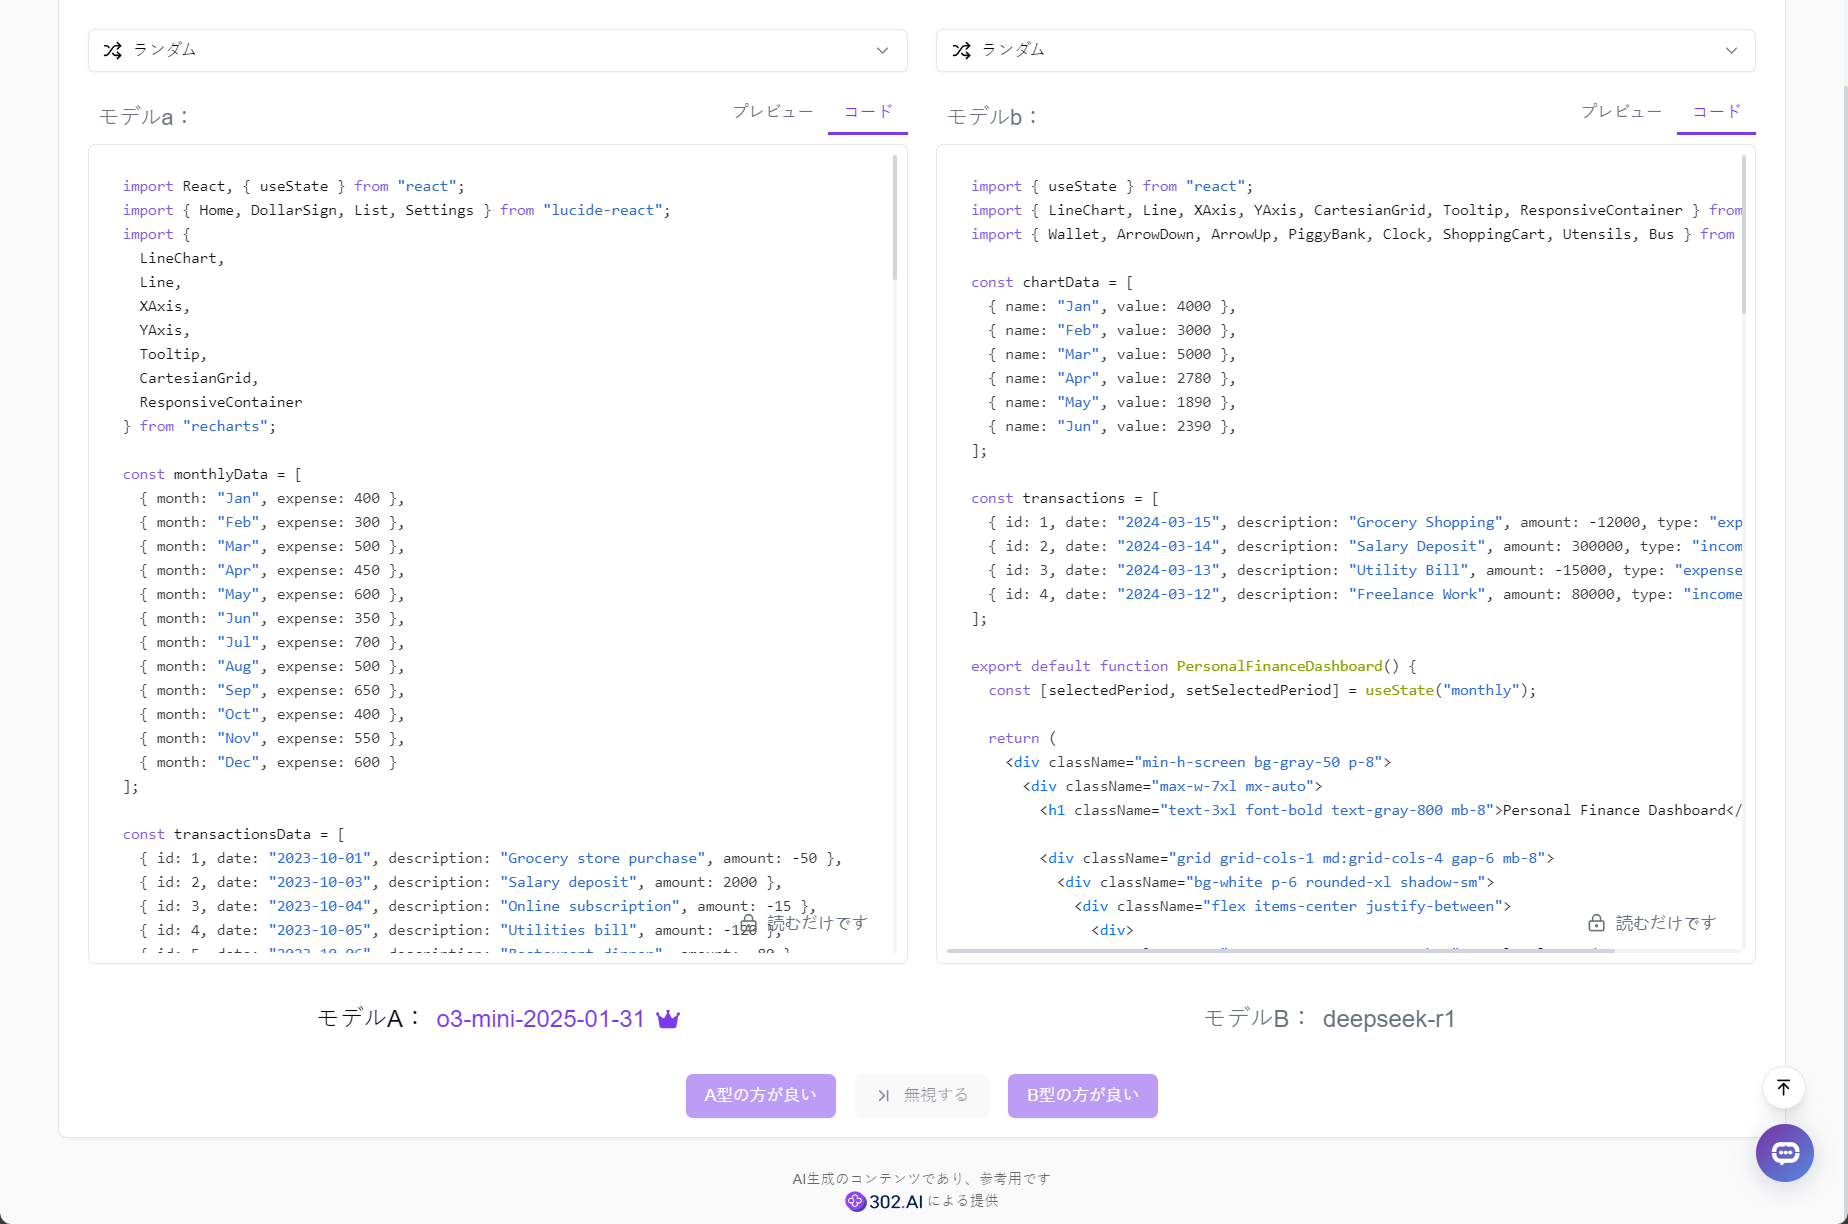 ランダム
ランダム
モデルa：
プレビュー
コード
モデルb：
プレビュー
コード
import React, { useState } from "react";
import { Home, DollarSign, List, Settings } from "lucide-react";
import {
  LineChart,
  Line,
  XAxis,
  YAxis,
  Tooltip,
  CartesianGrid,
  ResponsiveContainer
} from "recharts";
const monthlyData = [
  { month: "Jan", expense: 400 },
  { month: "Feb", expense: 300 },
  { month: "Mar", expense: 500 },
  { month: "Apr", expense: 450 },
  { month: "May", expense: 600 },
  { month: "Jun", expense: 350 },
  { month: "Jul", expense: 700 },
  { month: "Aug", expense: 500 },
  { month: "Sep", expense: 650 },
  { month: "Oct", expense: 400 },
  { month: "Nov", expense: 550 },
  { month: "Dec", expense: 600 }
];
const transactionsData = [
  { id: 1, date: "2023-10-01", description: "Grocery store purchase", amount: -50 },
  { id: 2, date: "2023-10-03", description: "Salary deposit", amount: 2000 },
  { id: 3, date: "2023-10-04", description: "Online subscription", amount: -15 },
  { id: 4, date: "2023-10-05", description: "Utilities bill", amount: -120 },
読むだけです
import { useState } from "react";
import { LineChart, Line, XAxis, YAxis, CartesianGrid, Tooltip, ResponsiveContainer } from
import { Wallet, ArrowDown, ArrowUp, PiggyBank, Clock, ShoppingCart, Utensils, Bus } from
const chartData = [
  { name: "Jan", value: 4000 },
  { name: "Feb", value: 3000 },
  { name: "Mar", value: 5000 },
  { name: "Apr", value: 2780 },
  { name: "May", value: 1890 },
  { name: "Jun", value: 2390 },
];
const transactions = [
  { id: 1, date: "2024-03-15", description: "Grocery Shopping", amount: -12000, type: "exp
  { id: 2, date: "2024-03-14", description: "Salary Deposit", amount: 300000, type: "incom
  { id: 3, date: "2024-03-13", description: "Utility Bill", amount: -15000, type: "expense
  { id: 4, date: "2024-03-12", description: "Freelance Work", amount: 80000, type: "income
];
export default function PersonalFinanceDashboard() {
  const [selectedPeriod, setSelectedPeriod] = useState("monthly");
  return (
    <div className="min-h-screen bg-gray-50 p-8">
      <div className="max-w-7xl mx-auto">
        <h1 className="text-3xl font-bold text-gray-800 mb-8">Personal Finance Dashboard</
        <div className="grid grid-cols-1 md:grid-cols-4 gap-6 mb-8">
          <div className="bg-white p-6 rounded-xl shadow-sm">
            <div className="flex items-center justify-between">
              <div>
読むだけです
モデルA： o3-mini-2025-01-31
モデルB： deepseek-r1
A型の方が良い
無視する
B型の方が良い
AI生成のコンテンツであり、参考用です
302.AI による提供